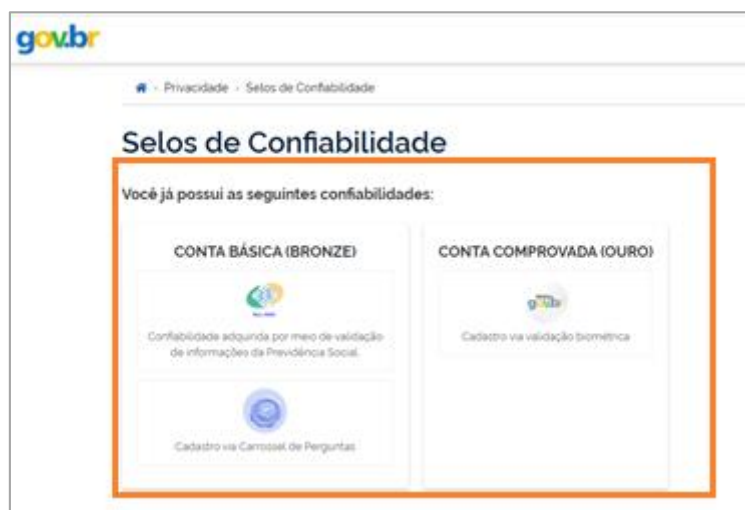 gov.br
Privacidade Selos de Confiabilidade
Selos de Confiabilidade
Você já possui as seguintes confiabilidades:
CONTA BÁSICA (BRONZE)
Confiabilidade adquirida por meio de validação
de informações da Previdência Social.
Cadastro via Carrossel de Perguntas
CONTA COMPROVADA (OURO)
gov.br
Cadastro via validação biométrica